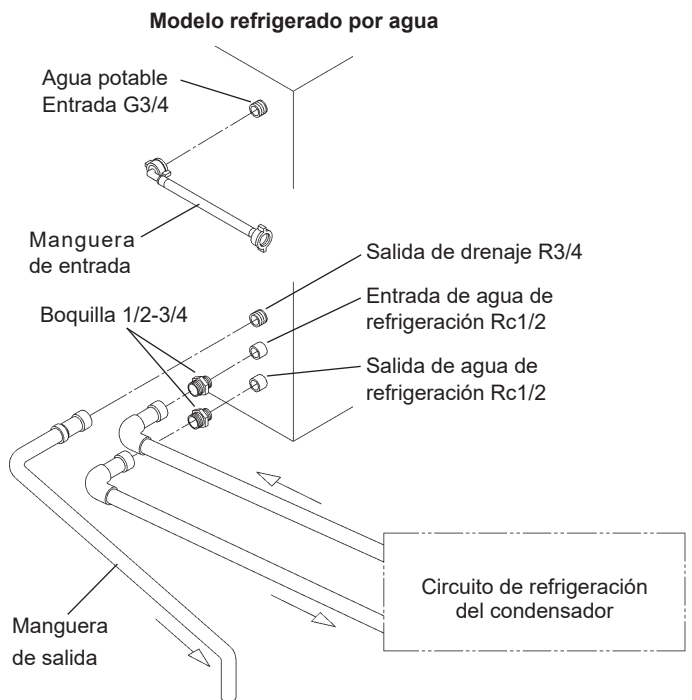 Modelo refrigerado por agua
Agua potable
Entrada G3/4
Manguera
de entrada
Salida de drenaje R3/4
Boquilla 1/2-3/4
Entrada de agua de
refrigeración Rc1/2
Salida de agua de
refrigeración Rc1/2
Circuito de refrigeración
del condensador
Manguera
de salida